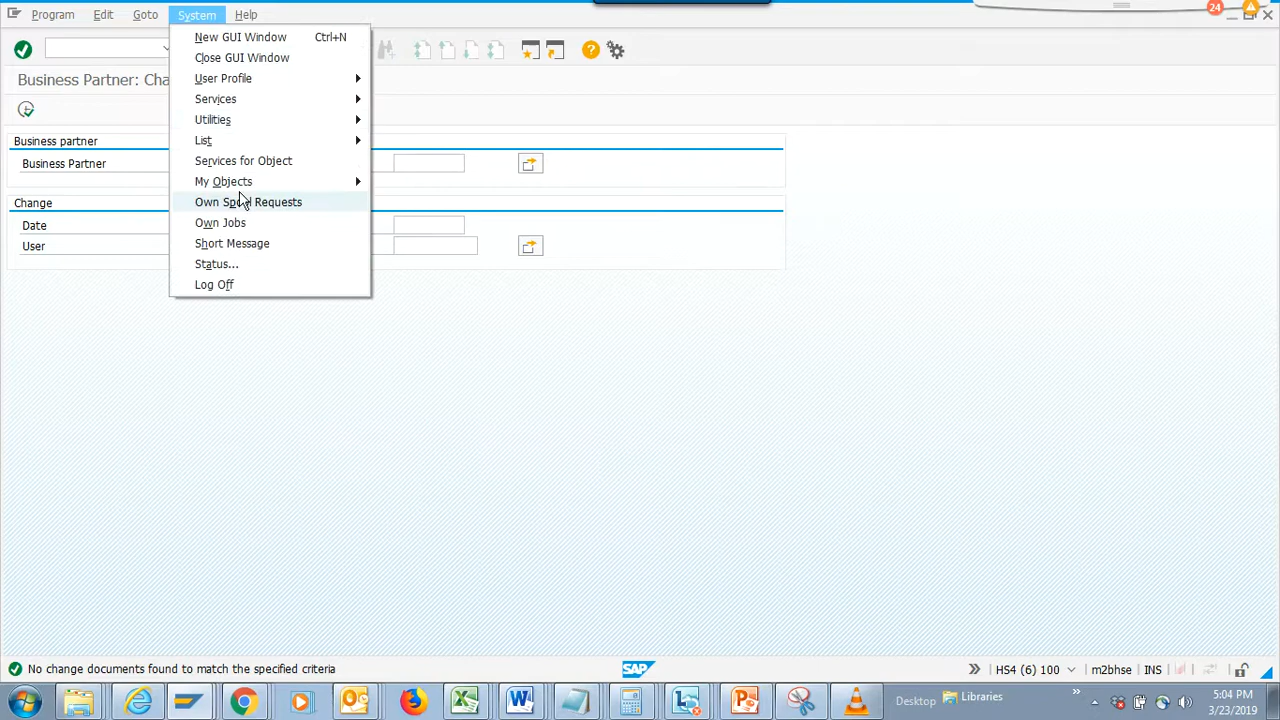 Program Edit Goto System Help
24
New GUI Window Ctrl+N
Close GUI Window
Business Partner: Cha
User Profile
Services
Utilities
List
Business partner
Services for Object
Business Partner
My Objects
Own Spool Requests
Change
Own Jobs
Date
Short Message
User
Status...
Log Off
No change documents found to match the specified criteria
SAP
HS4 (6) 100
m2bhse
INS
Desktop
Libraries
5:04 PM
3/23/2019